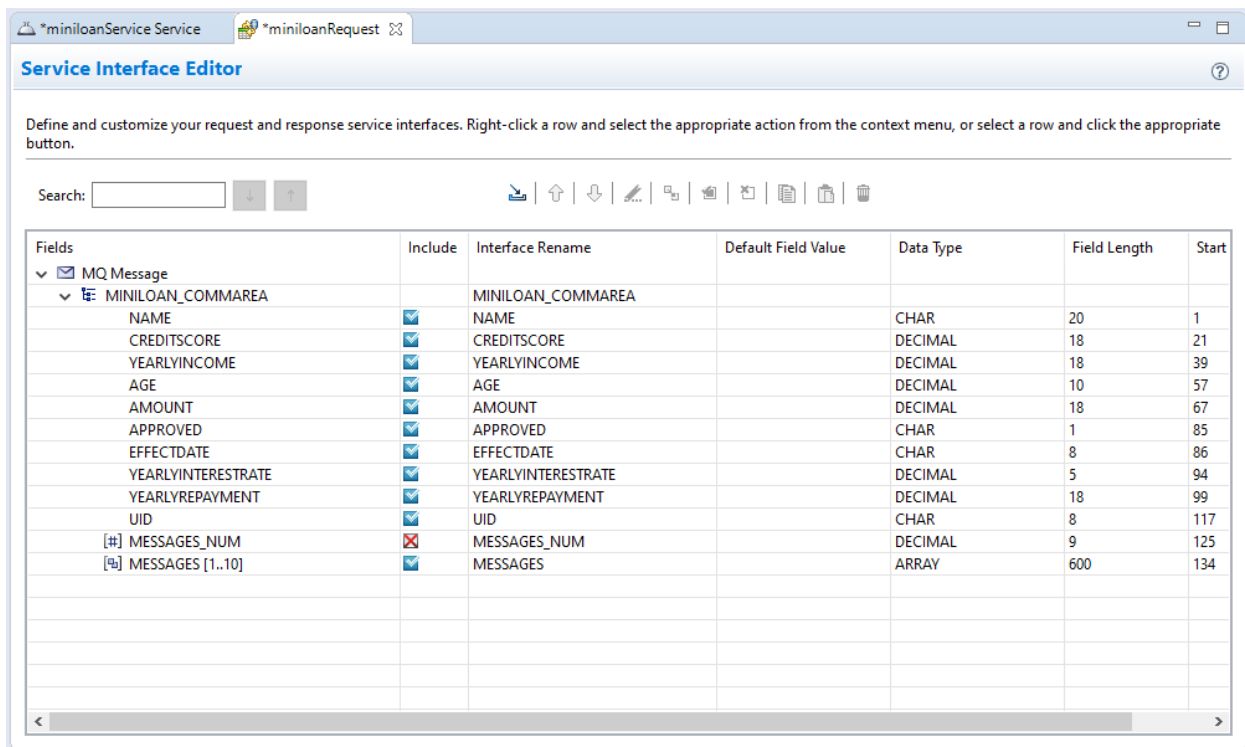 *miniloanService Service *miniloanRequest
Service Interface Editor
Define and customize your request and response service interfaces. Right-click a row and select the appropriate action from the context menu, or select a row and click the appropriate
button.
Search:
Fields Include Interface Rename Default Field Value Data Type Field Length Start
MQ Message
MINILOAN_COMMAREA MINILOAN_COMMAREA
NAME NAME CHAR 20 1
CREDITSCORE CREDITSCORE DECIMAL 18 21
YEARLYINCOME YEARLYINCOME DECIMAL 18 39
AGE AGE DECIMAL 10 57
AMOUNT AMOUNT DECIMAL 18 67
APPROVED APPROVED CHAR 1 85
EFFECTDATE EFFECTDATE CHAR 8 86
YEARLYINTERESTRATE YEARLYINTERESTRATE DECIMAL 5 94
YEARLYREPAYMENT YEARLYREPAYMENT DECIMAL 18 99
UID UID CHAR 8 117
[#] MESSAGES_NUM MESSAGES_NUM DECIMAL 9 125
MESSAGES [1..10] MESSAGES ARRAY 600 134